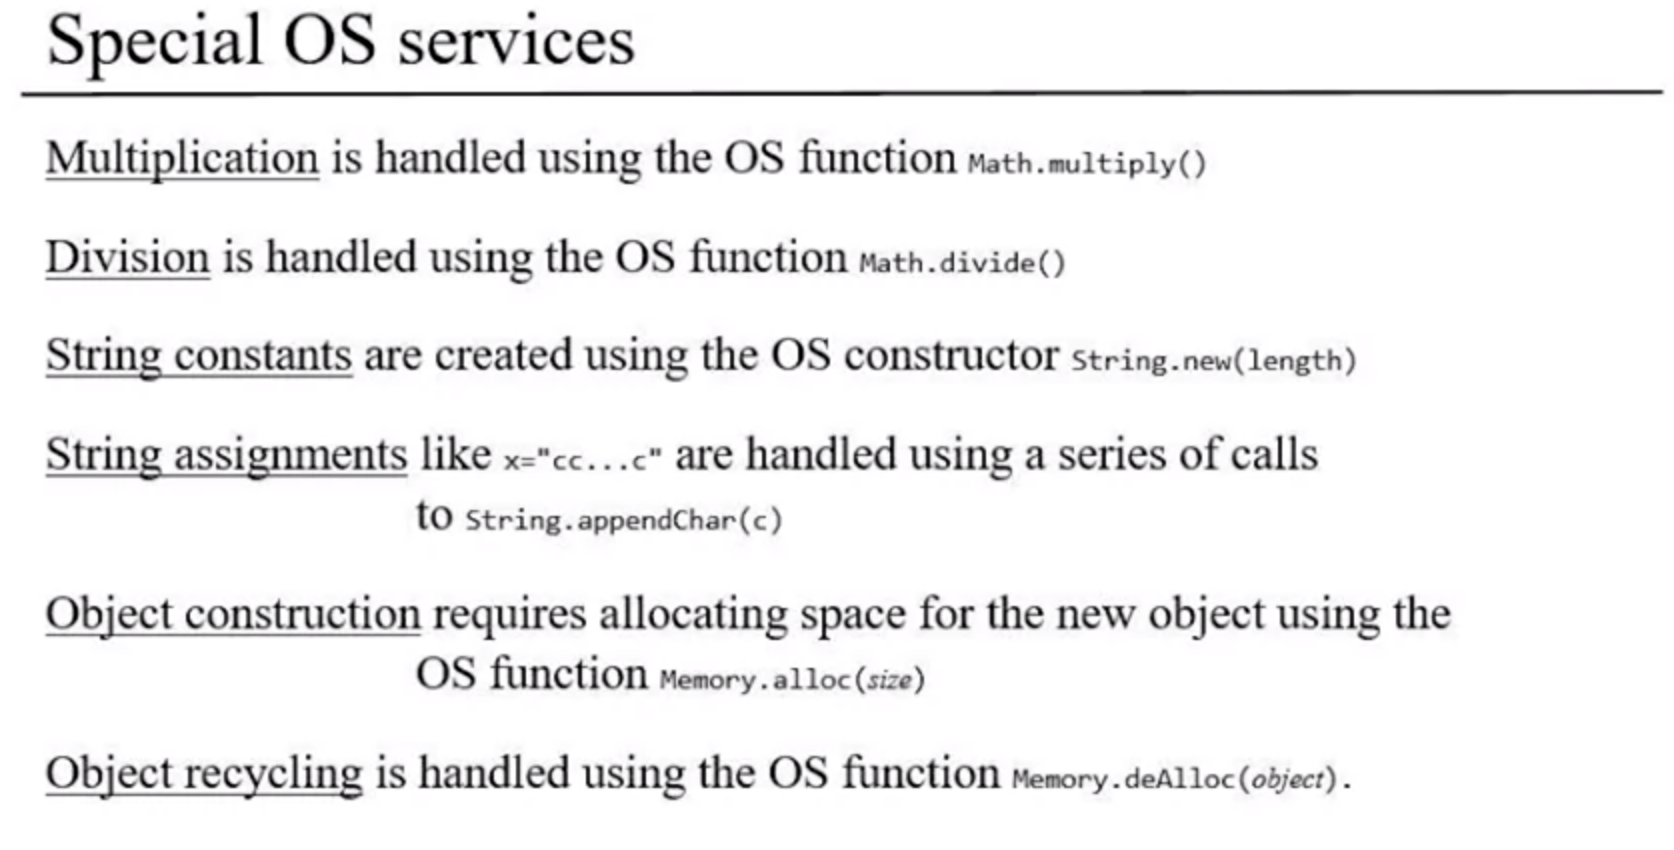 Special OS services
Multiplication is handled using the OS function Math.multiply()
Division is handled using the OS function Math.divide()
String constants are created using the OS constructor String.new(length)
String assignments like x="cc...c" are handled using a series of calls
to String.appendChar(c)
Object construction requires allocating space for the new object using the
OS function Memory.alloc(size)
Object recycling is handled using the OS function Memory.deAlloc(object).